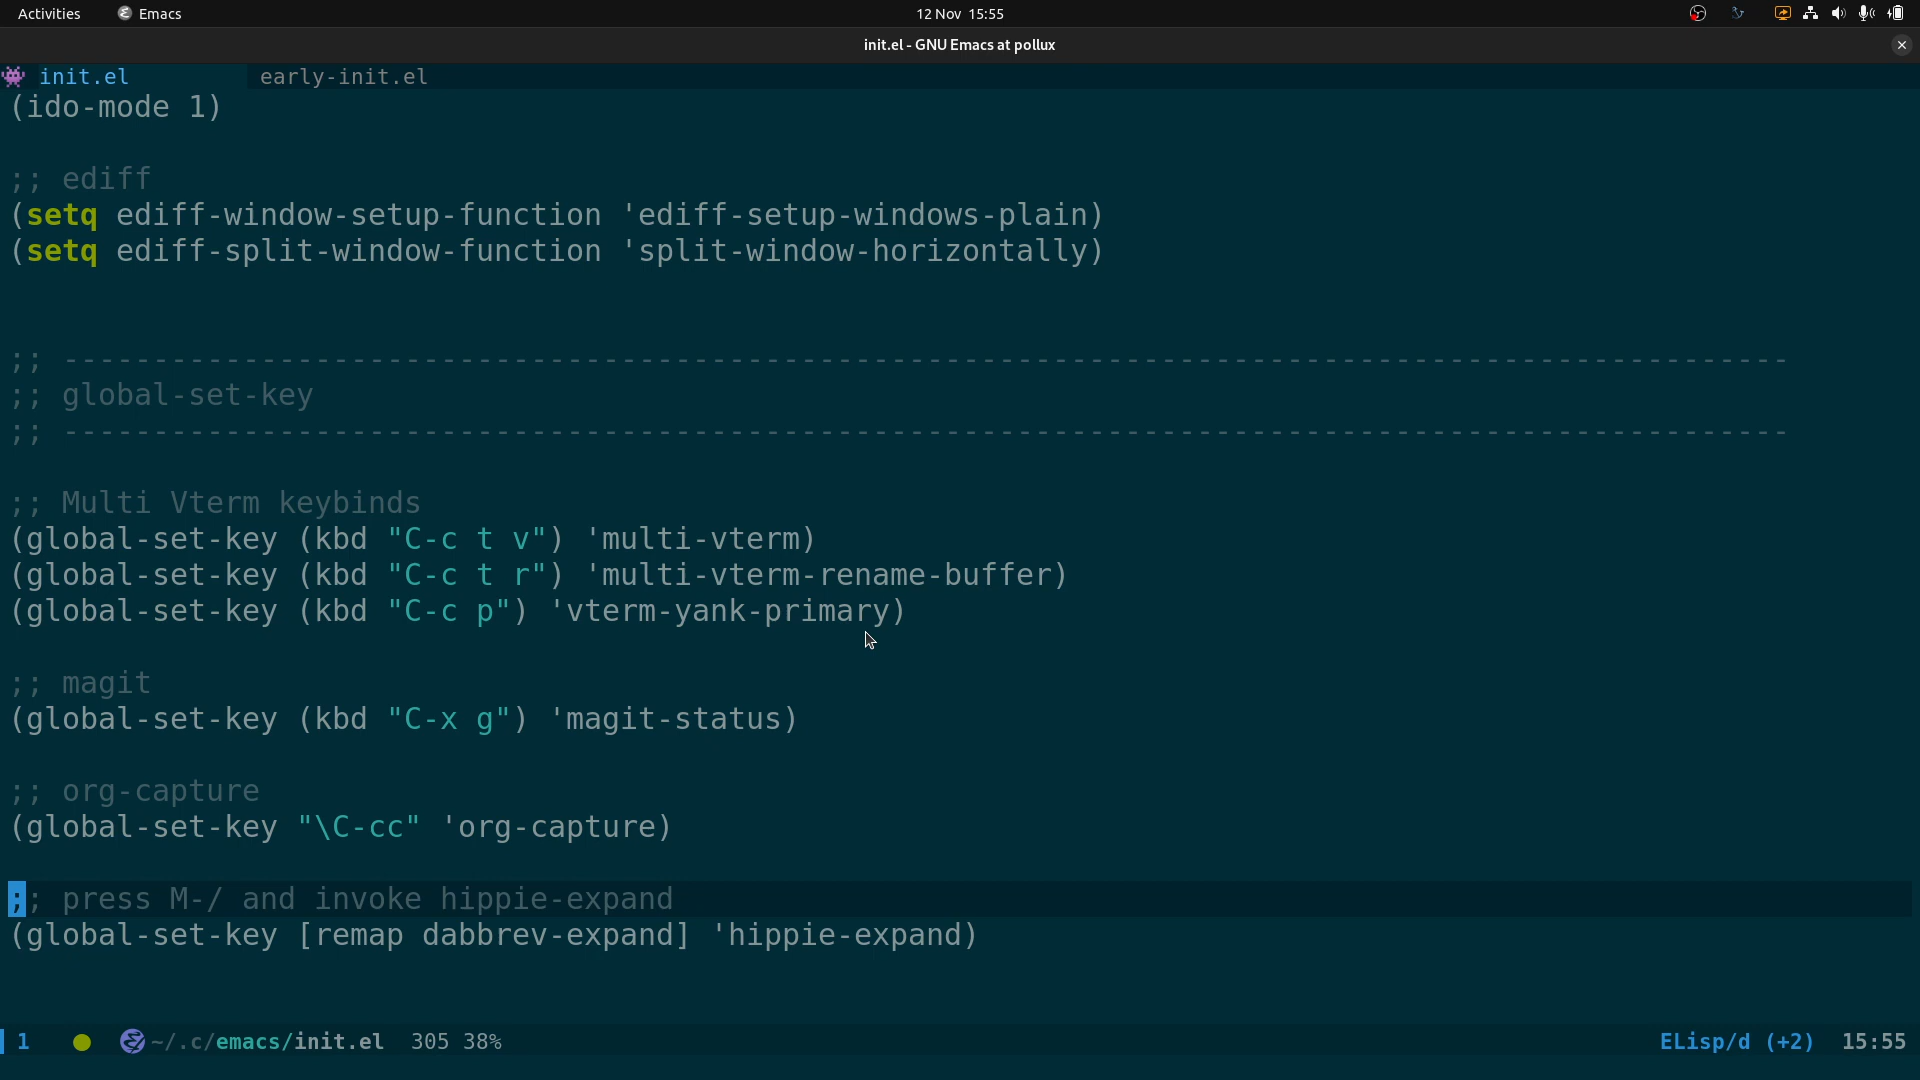 Activities Emacs 12 Nov 15:55
init.el - GNU Emacs at pollux
init.el early-init.el
(ido-mode 1)
;; ediff
(setq ediff-window-setup-function 'ediff-setup-windows-plain)
(setq ediff-split-window-function 'split-window-horizontally)
;; -----------------------------------------------------------------------------------------------
;; global-set-key
;; -----------------------------------------------------------------------------------------------
;; Multi Vterm keybinds
(global-set-key (kbd "C-c t v") 'multi-vterm)
(global-set-key (kbd "C-c t r") 'multi-vterm-rename-buffer)
(global-set-key (kbd "C-c p") 'vterm-yank-primary)
;; magit
(global-set-key (kbd "C-x g") 'magit-status)
;; org-capture
(global-set-key "\C-cc" 'org-capture)
;; press M-/ and invoke hippie-expand
(global-set-key [remap dabbrev-expand] 'hippie-expand)
1 ~/.c/emacs/init.el 305 38% ELisp/d (+2) 15:55